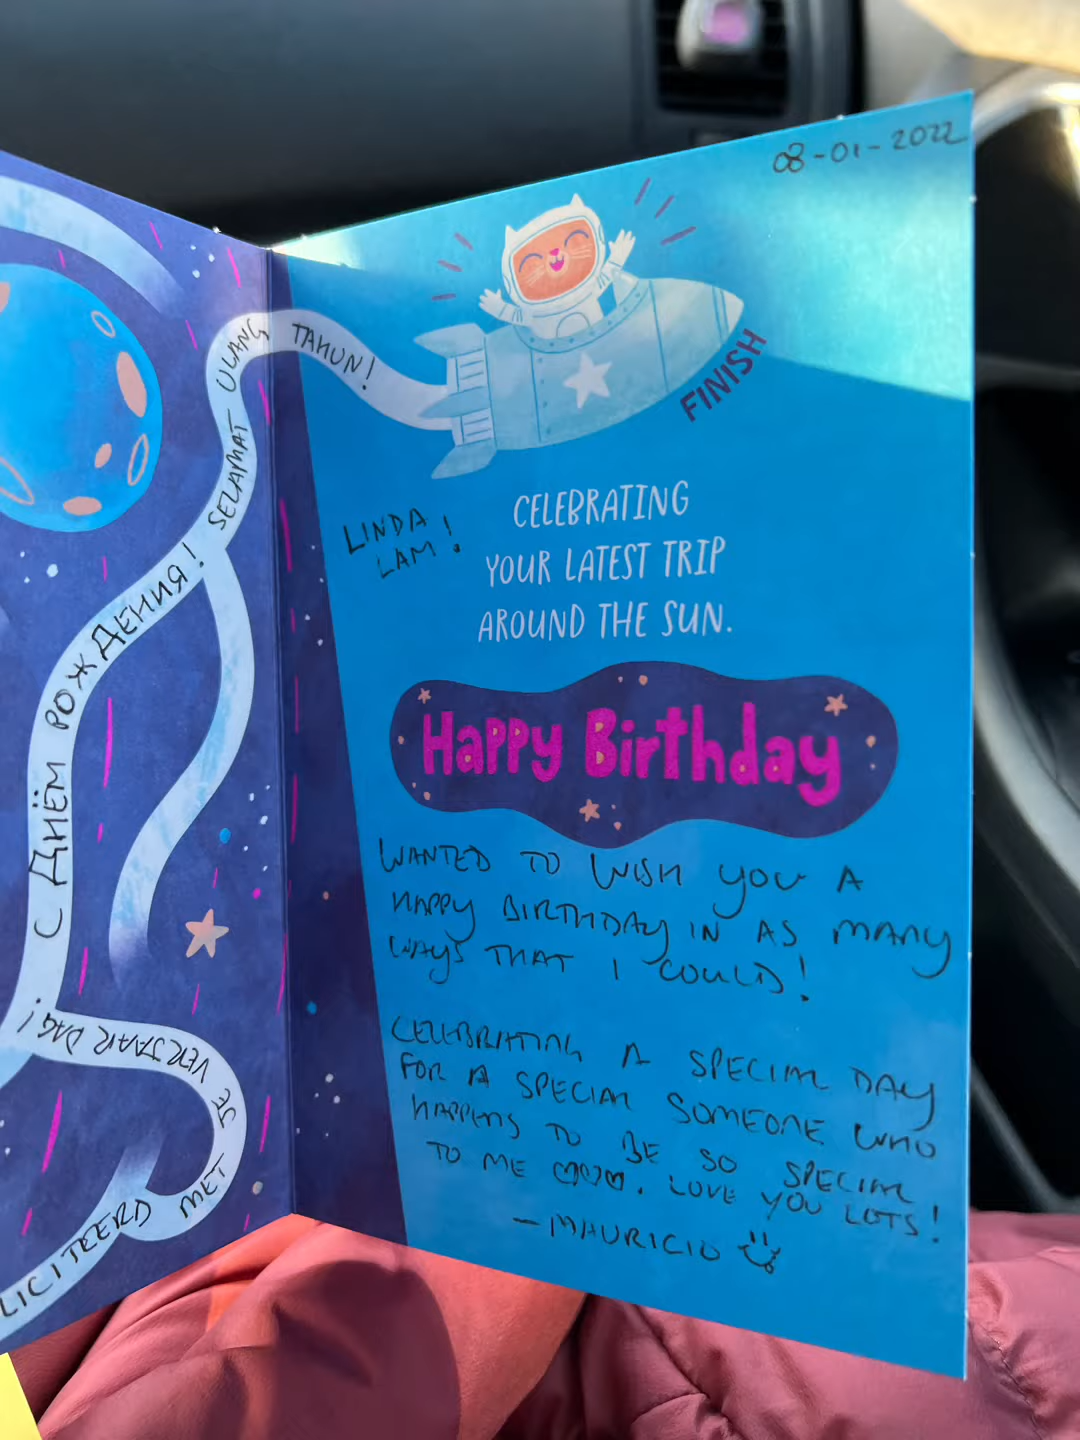 08-01-2022
LICITEERD MET JE VERJAARDAG!
С ДНЁМ РОЖДЕНИЯ!
SELAMAT ULANG TAHUN!
FINISH
LINDA
LAM!
CELEBRATING
YOUR LATEST TRIP
AROUND THE SUN.
Happy Birthday
WANTED TO WISH YOU A
HAPPY BIRTHDAY IN AS MANY
WAYS THAT I COULD!
CELEBRATING A SPECIAL DAY
FOR A SPECIAL SOMEONE WHO
HAPPENS TO BE SO SPECIAL
TO ME ♡♡♡. LOVE YOU LOTS!
—MAURICIO